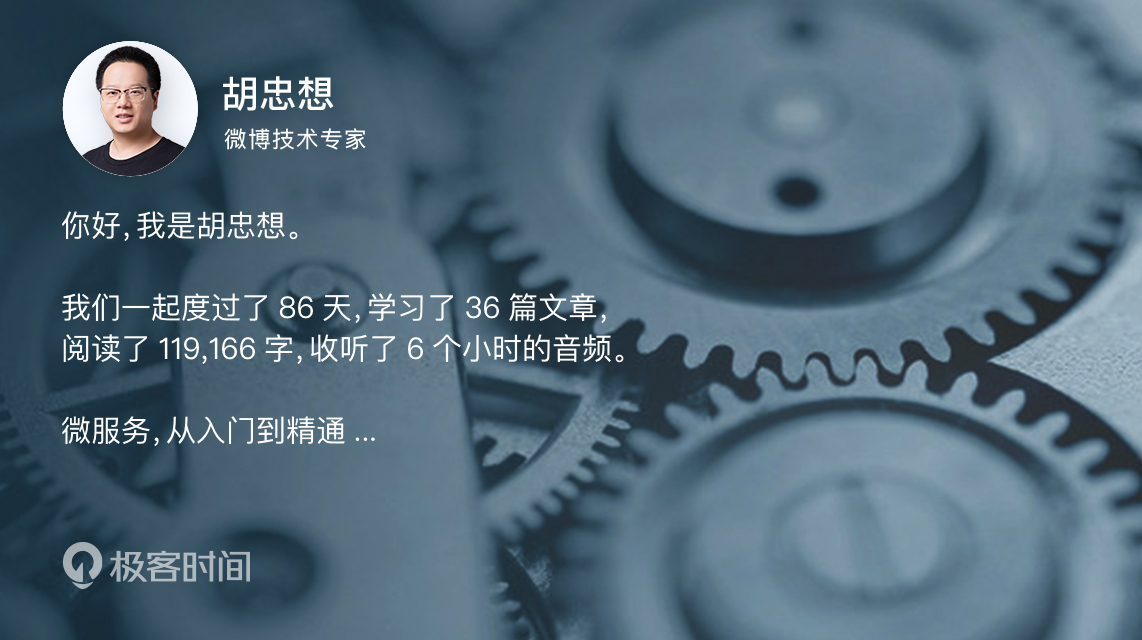 胡忠想
微博技术专家
你好，我是胡忠想。
我们一起度过了 86 天，学习了 36 篇文章，
阅读了 119,166 字，收听了 6 个小时的音频。
微服务，从入门到精通 ...
极客时间